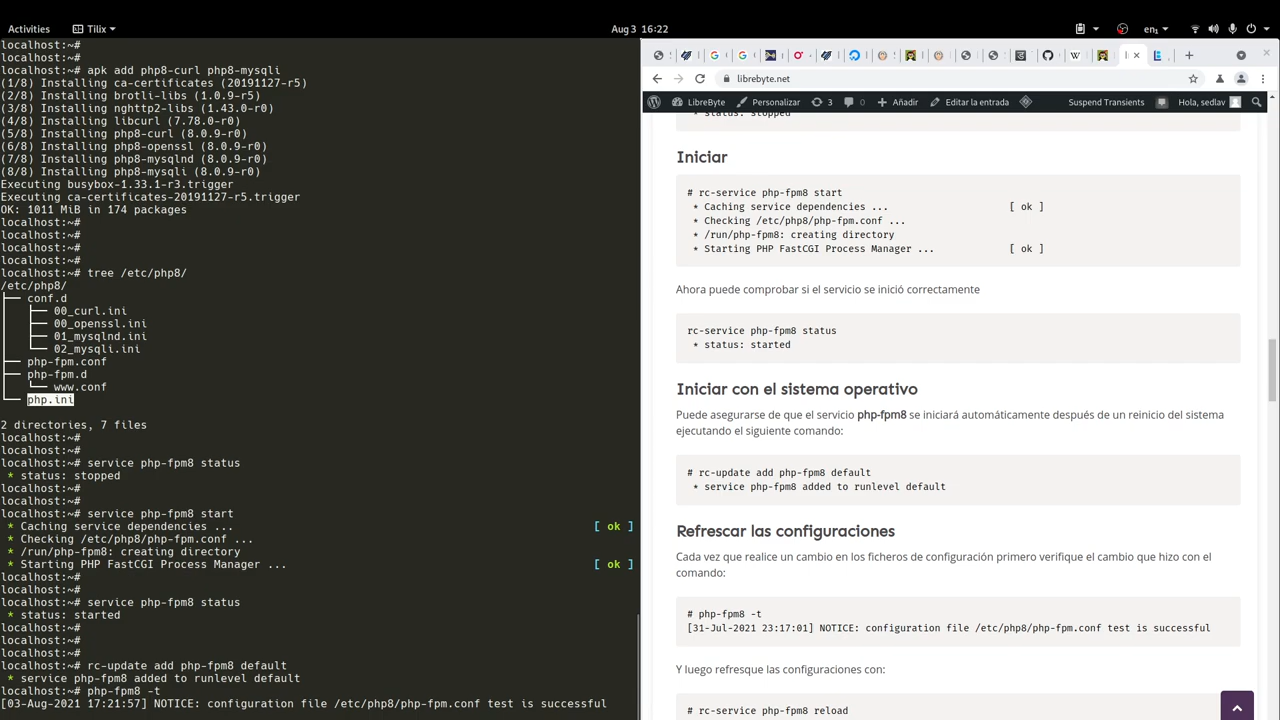 Activities
Tilix
Aug 3 16:22
en₁
localhost:~#
localhost:~#
localhost:~# apk add php8-curl php8-mysqli
(1/8) Installing ca-certificates (20191127-r5)
(2/8) Installing brotli-libs (1.0.9-r5)
(3/8) Installing nghttp2-libs (1.43.0-r0)
(4/8) Installing libcurl (7.78.0-r0)
(5/8) Installing php8-curl (8.0.9-r0)
(6/8) Installing php8-openssl (8.0.9-r0)
(7/8) Installing php8-mysqlnd (8.0.9-r0)
(8/8) Installing php8-mysqli (8.0.9-r0)
Executing busybox-1.33.1-r3.trigger
Executing ca-certificates-20191127-r5.trigger
OK: 1011 MiB in 174 packages
localhost:~#
localhost:~#
localhost:~#
localhost:~#
localhost:~# tree /etc/php8/
/etc/php8/
├── conf.d
│   ├── 00_curl.ini
│   ├── 00_openssl.ini
│   ├── 01_mysqlnd.ini
│   └── 02_mysqli.ini
├── php-fpm.conf
├── php-fpm.d
│   └── www.conf
└── php.ini
2 directories, 7 files
localhost:~#
localhost:~#
localhost:~# service php-fpm8 status
* status: stopped
localhost:~#
localhost:~#
localhost:~# service php-fpm8 start
* Caching service dependencies ... [ ok ]
* Checking /etc/php8/php-fpm.conf ...
* /run/php-fpm8: creating directory
* Starting PHP FastCGI Process Manager ... [ ok ]
localhost:~#
localhost:~#
localhost:~# service php-fpm8 status
* status: started
localhost:~#
localhost:~#
localhost:~#
localhost:~# rc-update add php-fpm8 default
* service php-fpm8 added to runlevel default
localhost:~# php-fpm8 -t
[03-Aug-2021 17:21:57] NOTICE: configuration file /etc/php8/php-fpm.conf test is successful
librebyte.net
LibreByte
Personalizar
3
0
Añadir
Editar la entrada
Suspend Transients
Hola, sedlav
* status: stopped
Iniciar
# rc-service php-fpm8 start
* Caching service dependencies ... [ ok ]
* Checking /etc/php8/php-fpm.conf ...
* /run/php-fpm8: creating directory
* Starting PHP FastCGI Process Manager ... [ ok ]
Ahora puede comprobar si el servicio se inició correctamente
rc-service php-fpm8 status
* status: started
Iniciar con el sistema operativo
Puede asegurarse de que el servicio php-fpm8 se iniciará automáticamente después de un reinicio del sistema
ejecutando el siguiente comando:
# rc-update add php-fpm8 default
* service php-fpm8 added to runlevel default
Refrescar las configuraciones
Cada vez que realice un cambio en los ficheros de configuración primero verifique el cambio que hizo con el
comando:
# php-fpm8 -t
[31-Jul-2021 23:17:01] NOTICE: configuration file /etc/php8/php-fpm.conf test is successful
Y luego refresque las configuraciones con:
# rc-service php-fpm8 reload